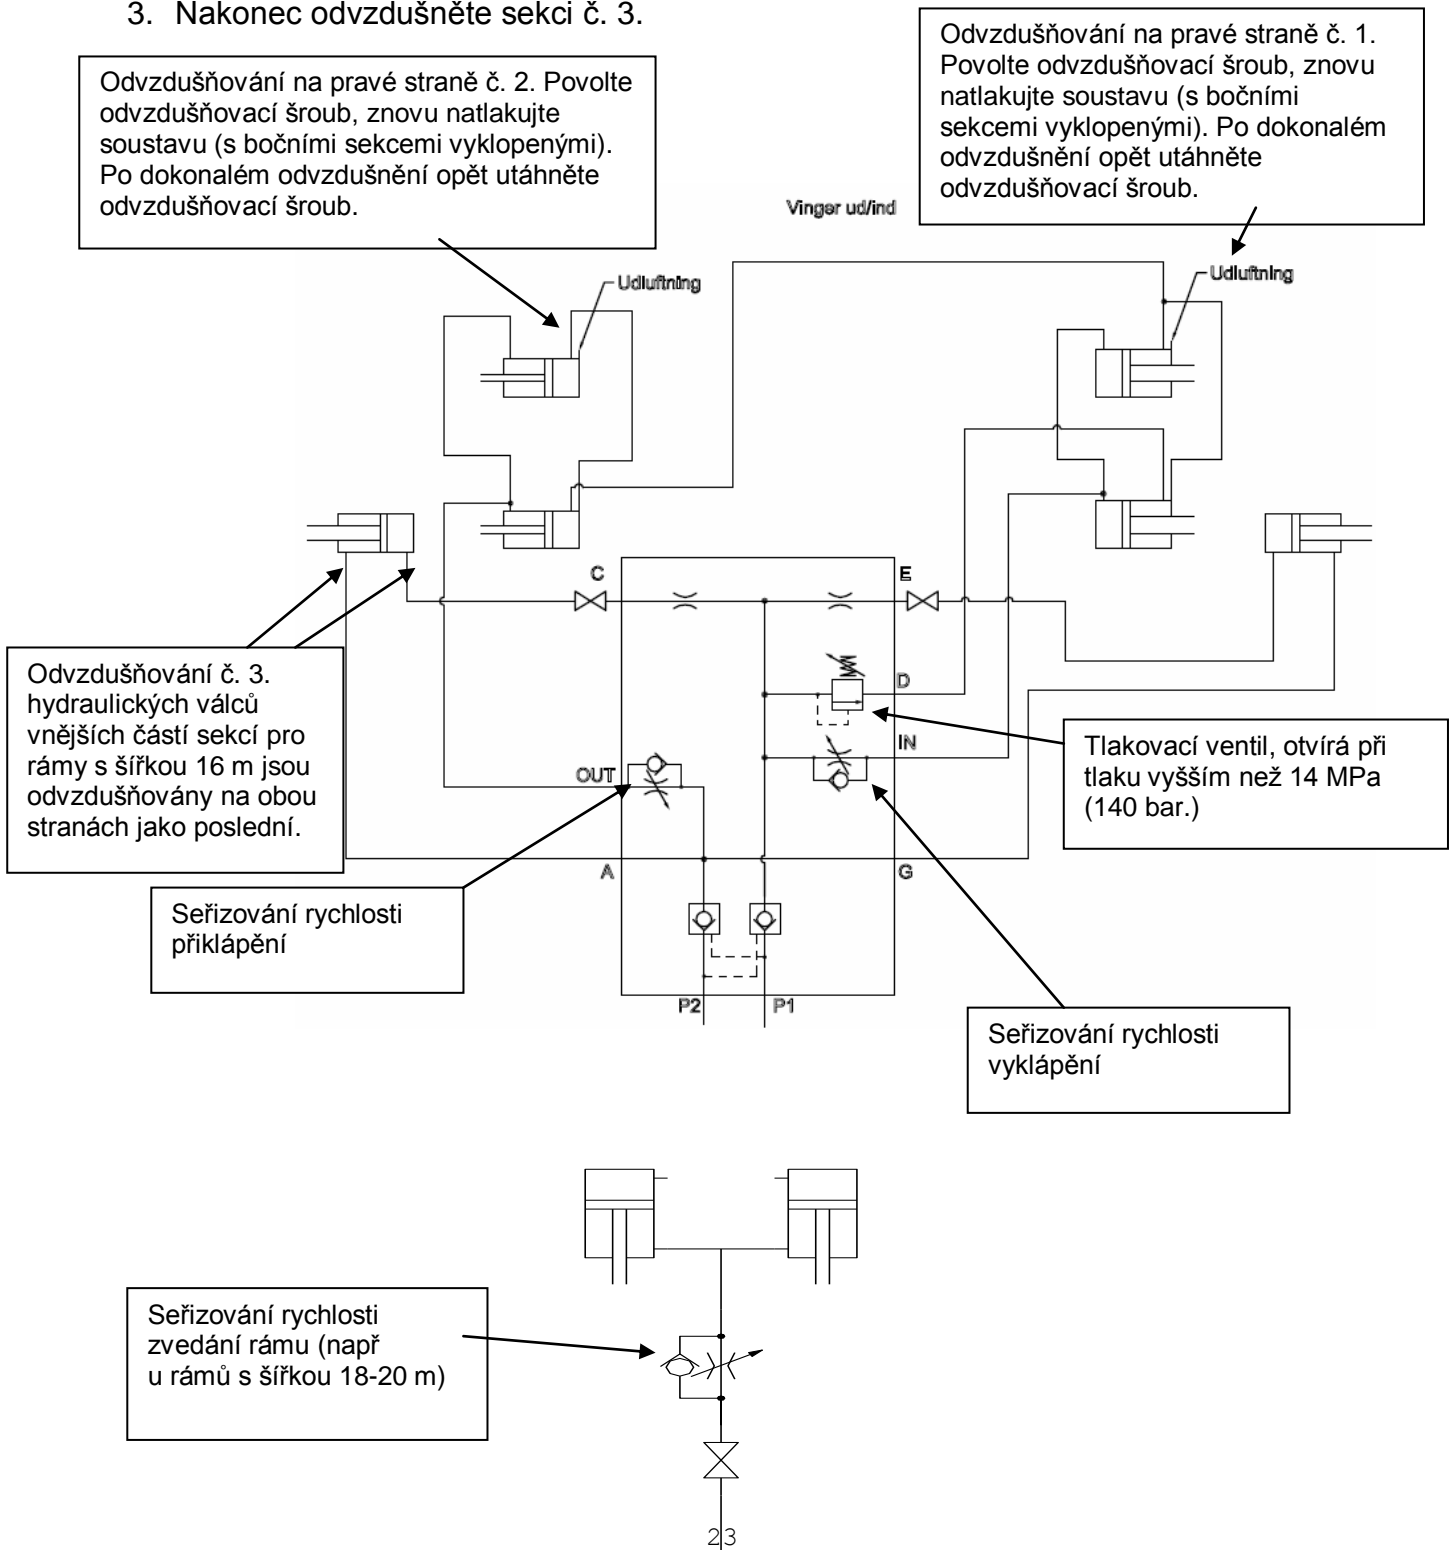 3. Nakonec odvzdušněte sekci č. 3.
Odvzdušňování na pravé straně č. 2. Povolte
odvzdušňovací šroub, znovu natlakujte
soustavu (s bočními sekcemi vyklopenými).
Po dokonalém odvzdušnění opět utáhněte
odvzdušňovací šroub.
Odvzdušňování na pravé straně č. 1.
Povolte odvzdušňovací šroub, znovu
natlakujte soustavu (s bočními
sekcemi vyklopenými). Po dokonalém
odvzdušnění opět utáhněte
odvzdušňovací šroub.
Vinger ud/ind
Udluftning
Udluftning
C
E
D
IN
OUT
A
G
P2
P1
Odvzdušňování č. 3.
hydraulických válců
vnějších částí sekcí pro
rámy s šířkou 16 m jsou
odvzdušňovány na obou
stranách jako poslední.
Tlakovací ventil, otvírá při
tlaku vyšším než 14 MPa
(140 bar.)
Seřizování rychlosti
přiklápění
Seřizování rychlosti
vyklápění
Seřizování rychlosti
zvedání rámu (např
u rámů s šířkou 18-20 m)
23